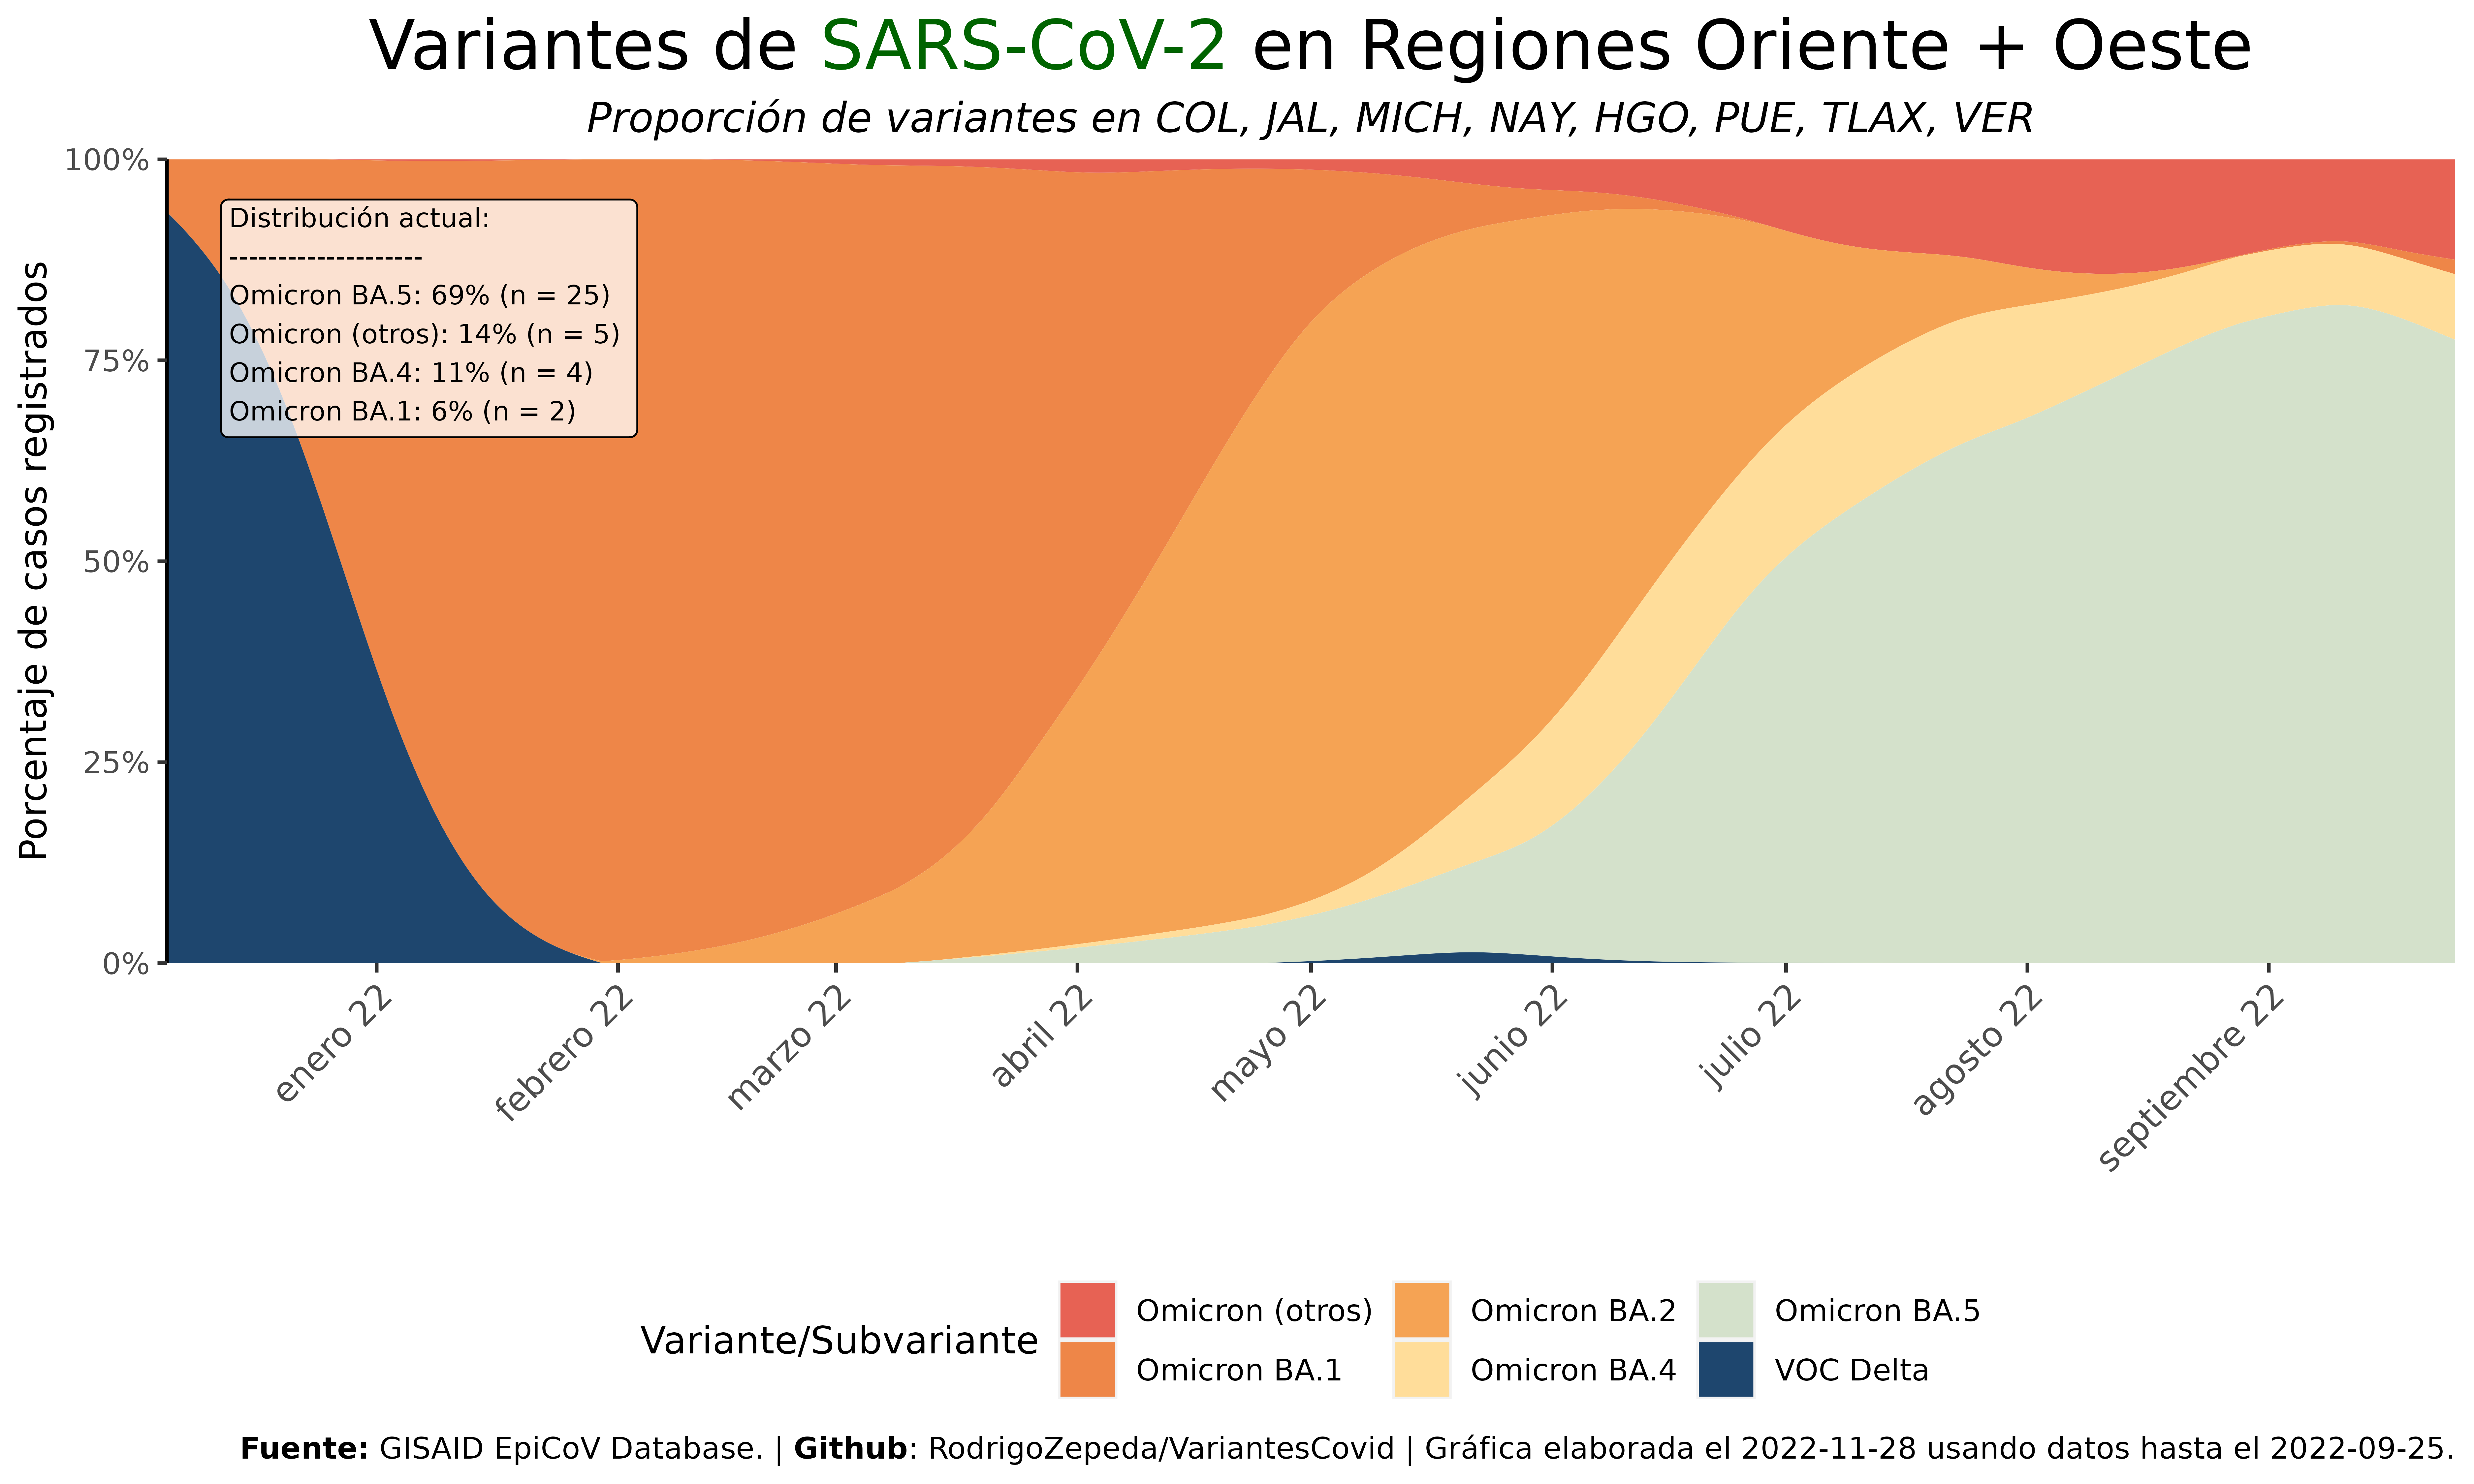 Variantes de SARS-CoV-2 en Regiones Oriente + Oeste
Proporción de variantes en COL, JAL, MICH, NAY, HGO, PUE, TLAX, VER
Porcentaje de casos registrados
100%
75%
50%
25%
0%
Distribución actual:
--------------------
Omicron BA.5: 69% (n = 25)
Omicron (otros): 14% (n = 5)
Omicron BA.4: 11% (n = 4)
Omicron BA.1: 6% (n = 2)
enero 22
febrero 22
marzo 22
abril 22
mayo 22
junio 22
julio 22
agosto 22
septiembre 22
Variante/Subvariante
Omicron (otros)
Omicron BA.1
Omicron BA.2
Omicron BA.4
Omicron BA.5
VOC Delta
Fuente: GISAID EpiCoV Database. | Github: RodrigoZepeda/VariantesCovid | Gráfica elaborada el 2022-11-28 usando datos hasta el 2022-09-25.